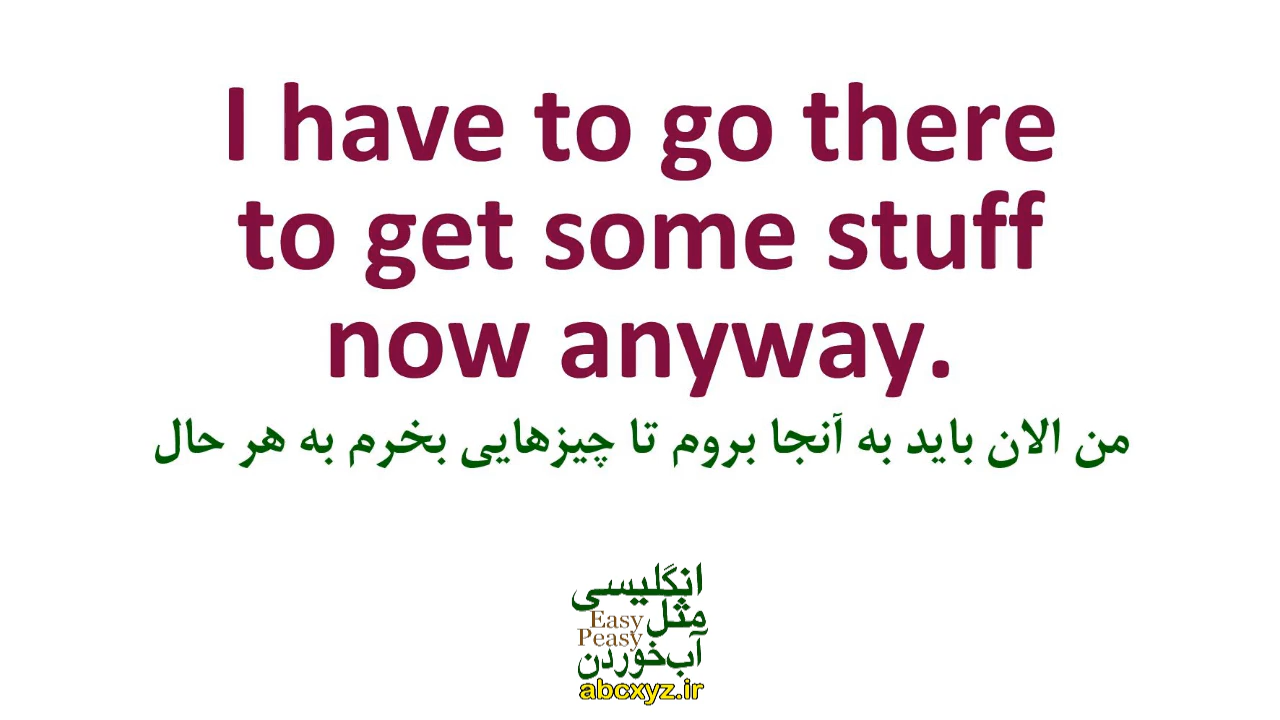 I have to go there
to get some stuff
now anyway.
من الان باید به آنجا بروم تا چیزهایی بخرم به هر حال
انگلیسی
مثل Easy
Peasy
آب‌خوردن
abcxyz.ir